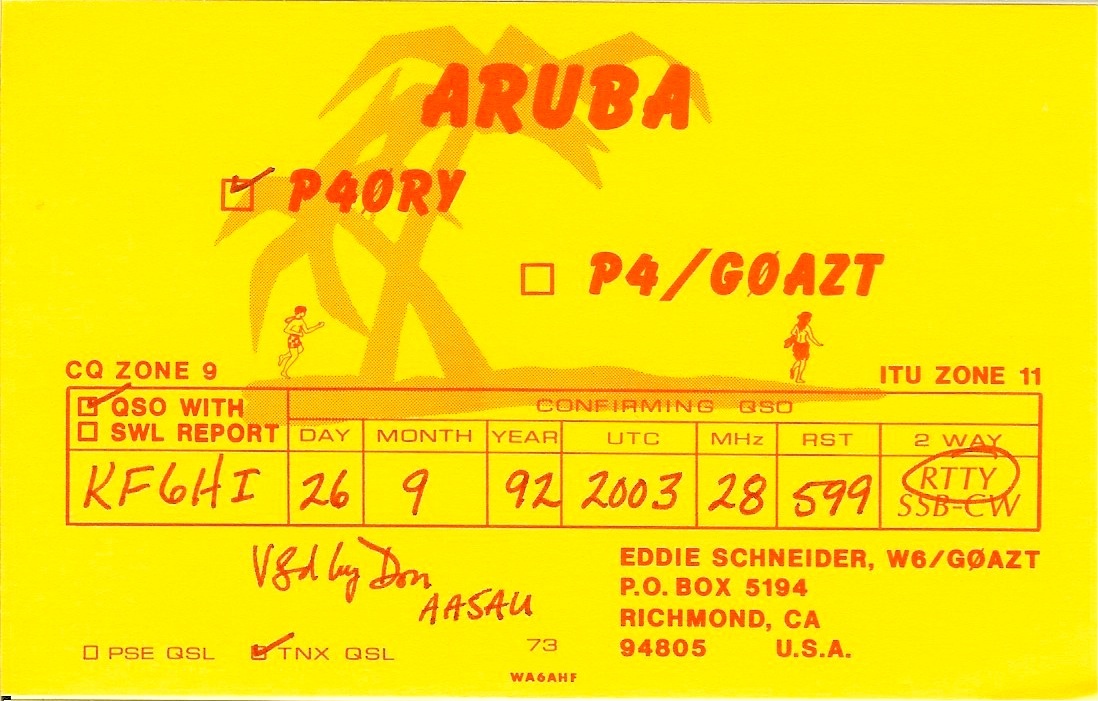 ARUBA
P4ØRY
P4/GØAZT
CQ ZONE 9
ITU ZONE 11
QSO WITH
SWL REPORT
CONFIRMING QSO
DAY MONTH YEAR UTC MHz RST 2 WAY
KF6HI 26 9 92 2003 28 599 RTTY
SSB-CW
by Don
AA5AU
EDDIE SCHNEIDER, W6/GØAZT
P.O. BOX 5194
RICHMOND, CA
94805 U.S.A.
PSE QSL TNX QSL 73
WA6AHF